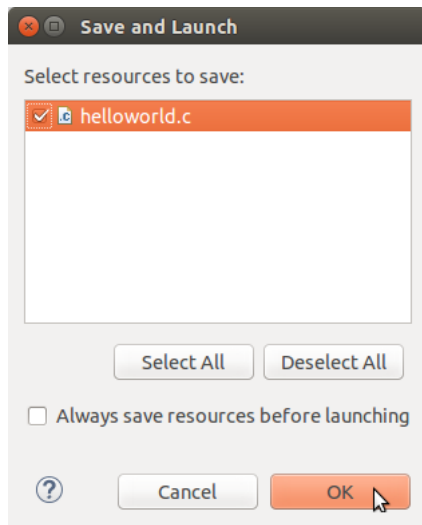 Save and Launch
Select resources to save:
.c helloworld.c
Select All Deselect All
Always save resources before launching
? Cancel OK